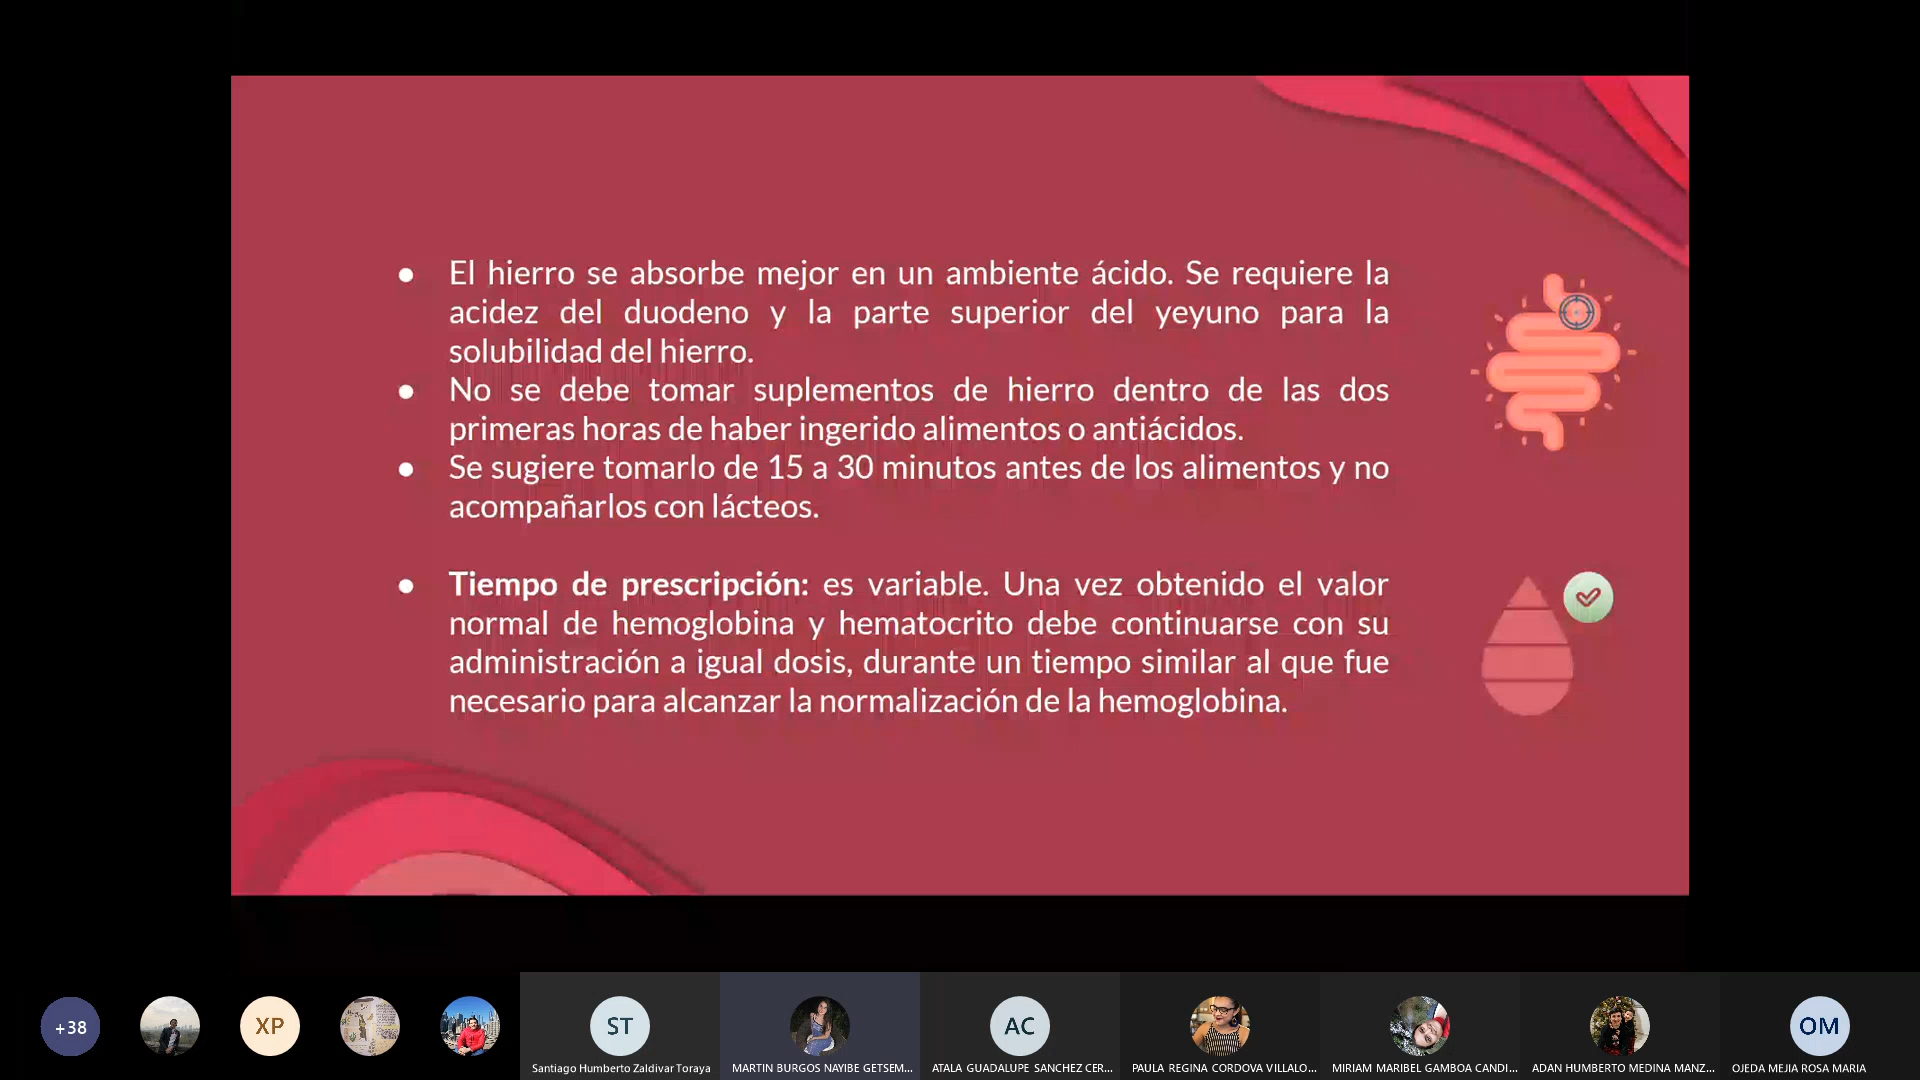 El hierro se absorbe mejor en un ambiente ácido. Se requiere la
acidez del duodeno y la parte superior del yeyuno para la
solubilidad del hierro.
No se debe tomar suplementos de hierro dentro de las dos
primeras horas de haber ingerido alimentos o antiácidos.
Se sugiere tomarlo de 15 a 30 minutos antes de los alimentos y no
acompañarlos con lácteos.
Tiempo de prescripción: es variable. Una vez obtenido el valor
normal de hemoglobina y hematocrito debe continuarse con su
administración a igual dosis, durante un tiempo similar al que fue
necesario para alcanzar la normalización de la hemoglobina.
+38
XP
ST
AC
OM
Santiago Humberto Zaldivar Toraya
MARTIN BURGOS NAYIBE GETSEM...
ATALA GUADALUPE SANCHEZ CER...
PAULA REGINA CORDOVA VILLALO...
MIRIAM MARIBEL GAMBOA CANDI...
ADAN HUMBERTO MEDINA MANZ...
OJEDA MEJIA ROSA MARIA